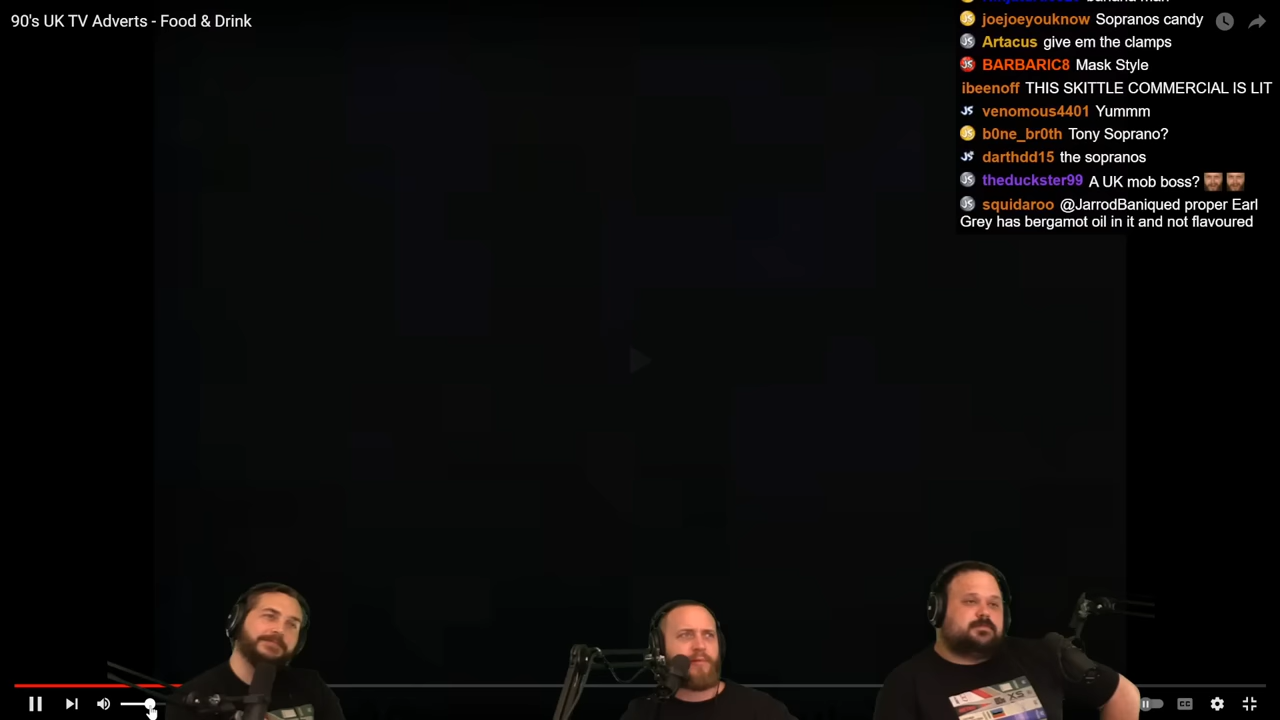 90's UK TV Adverts - Food & Drink
joejoeyouknow Sopranos candy
Artacus give em the clamps
BARBARIC8 Mask Style
ibeenoff THIS SKITTLE COMMERCIAL IS LIT
venomous4401 Yummm
b0ne_br0th Tony Soprano?
darthdd15 the sopranos
theduckster99 A UK mob boss?
squidaroo @JarrodBaniqued proper Earl
Grey has bergamot oil in it and not flavoured
CC